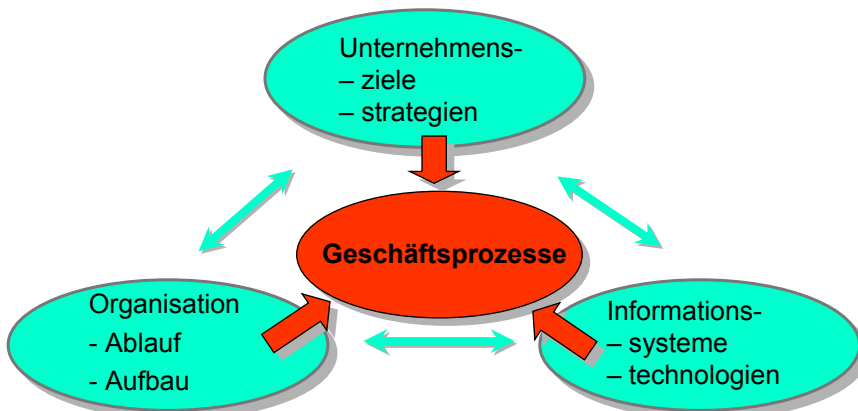 Unternehmens-
– ziele
– strategien
Geschäftsprozesse
Organisation
- Ablauf
- Aufbau
Informations-
– systeme
– technologien